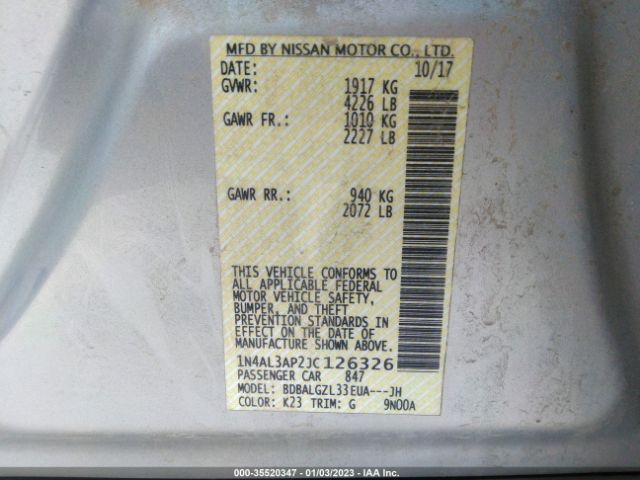 MFD BY NISSAN MOTOR CO., LTD.
DATE: 10/17
GVWR: 1917 KG
4226 LB
GAWR FR.: 1010 KG
2227 LB
GAWR RR.: 940 KG
2072 LB
THIS VEHICLE CONFORMS TO
ALL APPLICABLE FEDERAL
MOTOR VEHICLE SAFETY,
BUMPER, AND THEFT
PREVENTION STANDARDS IN
EFFECT ON THE DATE OF
MANUFACTURE SHOWN ABOVE.
1N4AL3AP2JC126326
PASSENGER CAR 847
MODEL: BDBALGZL33EUA---JH
COLOR: K23 TRIM: G 9N00A
000-35520347 | 01/03/2023 | IAA Inc.